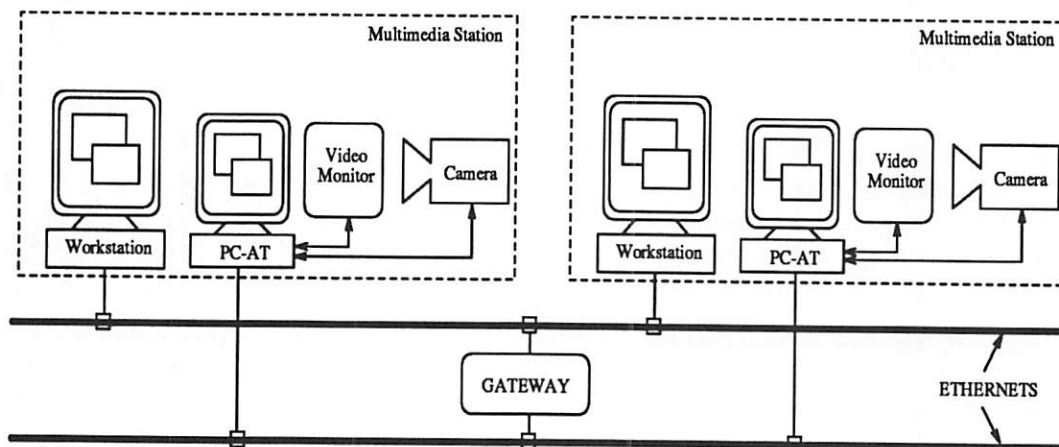 Multimedia Station
Multimedia Station
Video
Monitor
Camera
Video
Monitor
Camera
Workstation
PC-AT
Workstation
PC-AT
GATEWAY
ETHERNETS